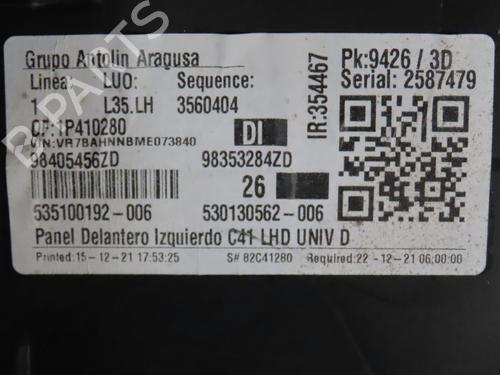 Grupo Antolin Aragusa
Linea: LUO: Sequence:
1 L35.LH 3560404
OF:1P410280 DI
VIN:VR7BAHNNBME073840
98405456ZD 98353284ZD
26
535100192-006 530130562-006
Panel Delantero Izquierdo C41 LHD UNIV D
Printed:15-12-21 17:53:25 S# 82C41280 Required:22 -12-21 06:00:00
IR:354467
Pk:9426 / 3D
Serial: 2587479
B-PARTS